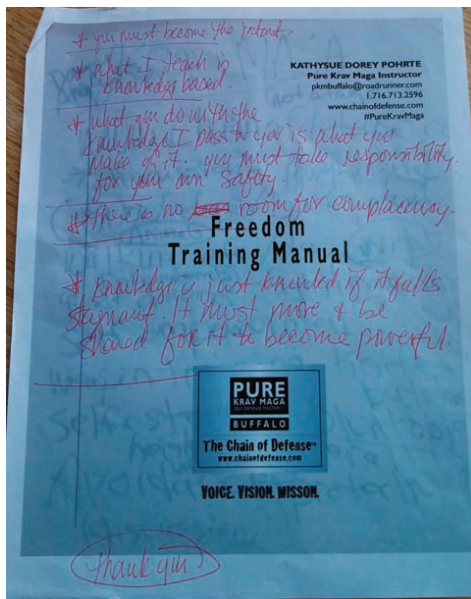 * you must become the
* what I teach is
knowledge based.
KATHYSUE DOREY POHRTE
Pure Krav Maga Instructor
pkmbuffalo@roadrunner.com
1.716.713.2596
www.chainofdefense.com
#PureKravMaga
* what you do with the
knowledge I pass to you is what you
make of it. you must take responsibility
for your own safety.
* there is no room for complacency.
Freedom
Training Manual
* knowledge is just if it falls
stagnant. It must move & be
shared for it to become powerful.
PURE
KRAV MAGA
BUFFALO
The Chain of Defense™
www.chainofdefense.com
VOICE. VISION. MISSON.
thank you